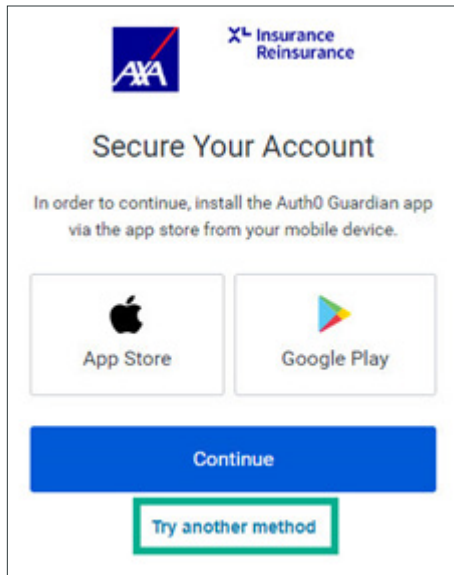 AXA
XL Insurance
Reinsurance
Secure Your Account
In order to continue, install the Auth0 Guardian app
via the app store from your mobile device.
App Store
Google Play
Continue
Try another method